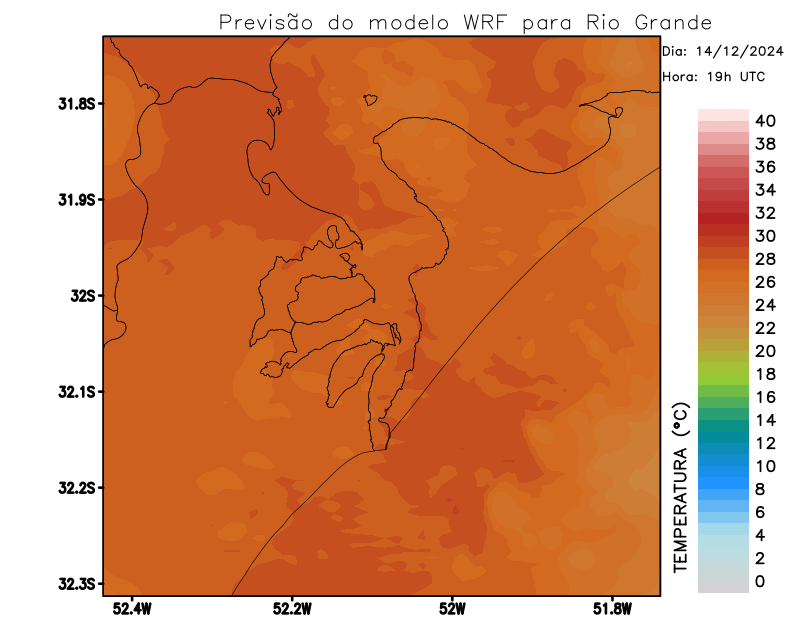 Previsão do modelo WRF para Rio Grande
Dia: 14/12/2024
Hora: 19h UTC
31.8S
31.9S
32S
32.1S
32.2S
32.3S
52.4W
52.2W
52W
51.8W
TEMPERATURA (°C)
40
38
36
34
32
30
28
26
24
22
20
18
16
14
12
10
8
6
4
2
0